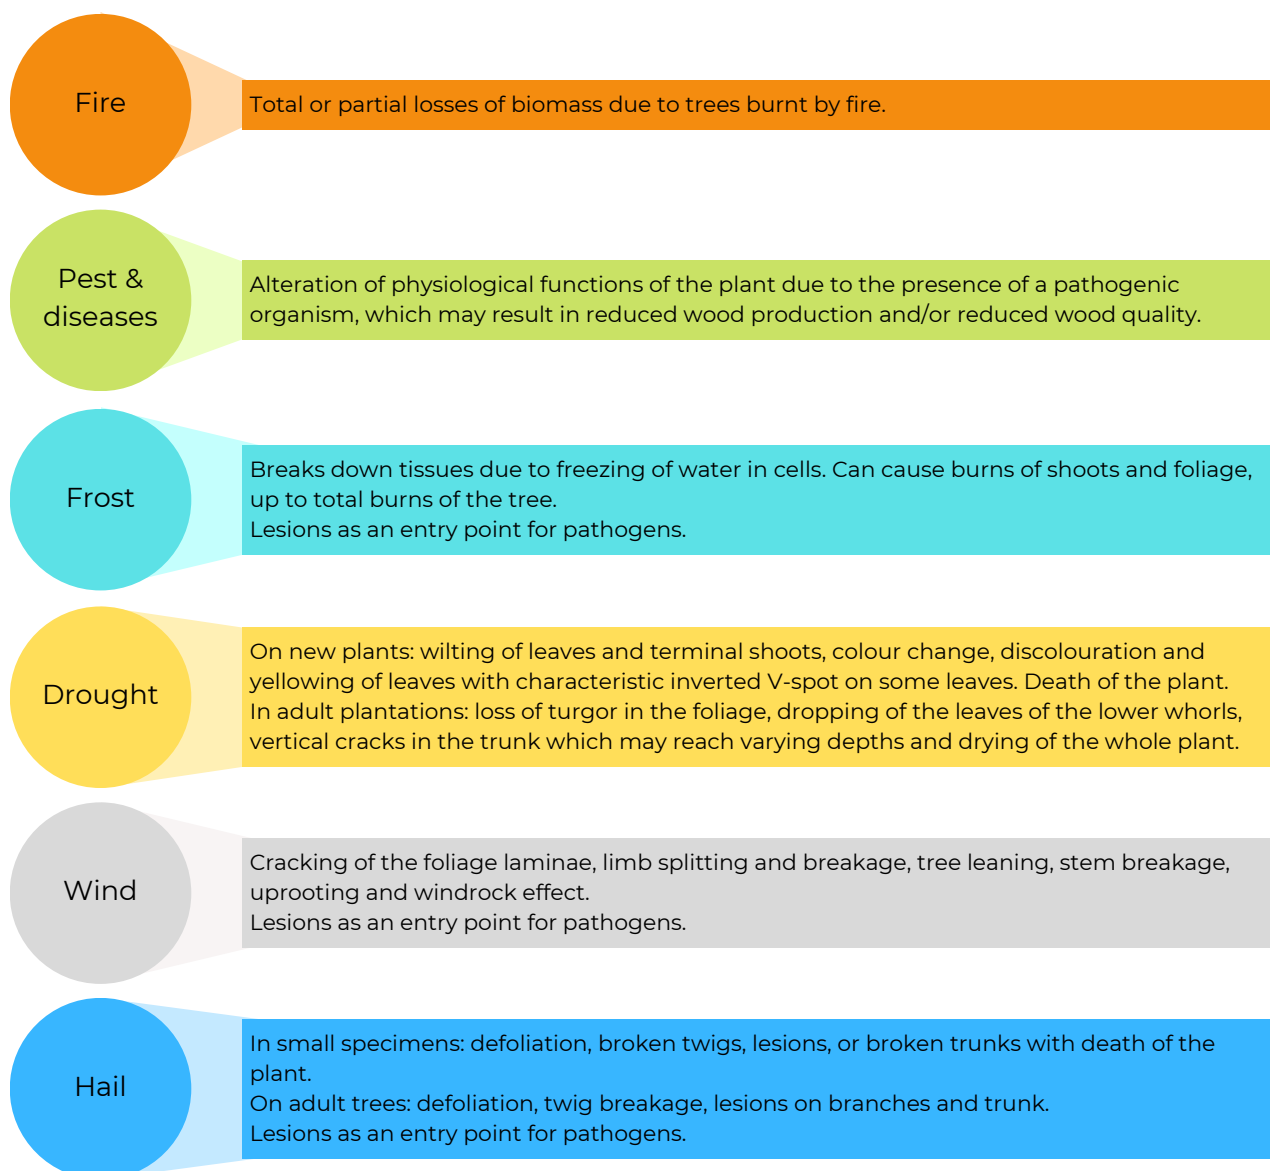 Fire
Total or partial losses of biomass due to trees burnt by fire.
Pest &
diseases
Alteration of physiological functions of the plant due to the presence of a pathogenic
organism, which may result in reduced wood production and/or reduced wood quality.
Frost
Breaks down tissues due to freezing of water in cells. Can cause burns of shoots and foliage,
up to total burns of the tree.
Lesions as an entry point for pathogens.
Drought
On new plants: wilting of leaves and terminal shoots, colour change, discolouration and
yellowing of leaves with characteristic inverted V-spot on some leaves. Death of the plant.
In adult plantations: loss of turgor in the foliage, dropping of the leaves of the lower whorls,
vertical cracks in the trunk which may reach varying depths and drying of the whole plant.
Wind
Cracking of the foliage laminae, limb splitting and breakage, tree leaning, stem breakage,
uprooting and windrock effect.
Lesions as an entry point for pathogens.
Hail
In small specimens: defoliation, broken twigs, lesions, or broken trunks with death of the
plant.
On adult trees: defoliation, twig breakage, lesions on branches and trunk.
Lesions as an entry point for pathogens.